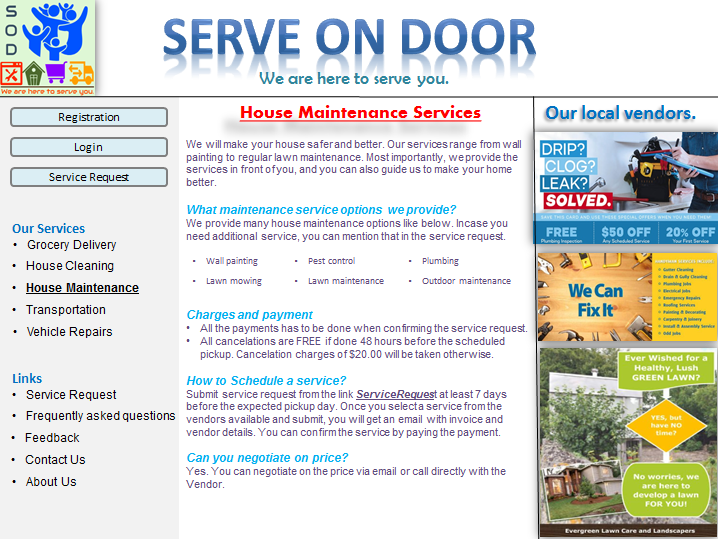 S
O
D
We are here to serve you.
SERVE ON DOOR
We are here to serve you.
Registration
Login
Service Request
Our Services
• Grocery Delivery
• House Cleaning
• House Maintenance
• Transportation
• Vehicle Repairs
Links
• Service Request
• Frequently asked questions
• Feedback
• Contact Us
• About Us
House Maintenance Services
We will make your house safer and better. Our services range from wall
painting to regular lawn maintenance. Most importantly, we provide the
services in front of you, and you can also guide us to make your home
better.
What maintenance service options we provide?
We provide many house maintenance options like below. Incase you
need additional service, you can mention that in the service request.
• Wall painting • Pest control • Plumbing
• Lawn mowing • Lawn maintenance • Outdoor maintenance
Charges and payment
• All the payments has to be done when confirming the service request.
• All cancelations are FREE if done 48 hours before the scheduled
pickup. Cancelation charges of $20.00 will be taken otherwise.
How to Schedule a service?
Submit service request from the link ServiceRequest at least 7 days
before the expected pickup day. Once you select a service from the
vendors available and submit, you will get an email with invoice and
vendor details. You can confirm the service by paying the payment.
Can you negotiate on price?
Yes. You can negotiate on the price via email or call directly with the
Vendor.
Our local vendors.
DRIP?
CLOG?
LEAK?
SOLVED.
SAVE THIS CARD AND USE THESE SPECIAL OFFERS WHEN YOU NEED THEM!
FREE
Plumbing Inspection
$50 OFF
Any Scheduled Service
20% OFF
Your First Service
We Can
Fix It
• Gutter Cleaning
• Drain & Gully Cleaning
• Plumbing Jobs
• Electrical Jobs
• Emergency Repairs
• Roofing Services
• Painting & Decorating
• Carpentry & Joinery
• Install & Assembly Service
• Odd Jobs
Ever Wished for a
Healthy, Lush
GREEN LAWN?
YES, but
have NO
time?
No worries, we
are here to
develop a lawn
FOR YOU!
Evergreen Lawn Care and Landscapers